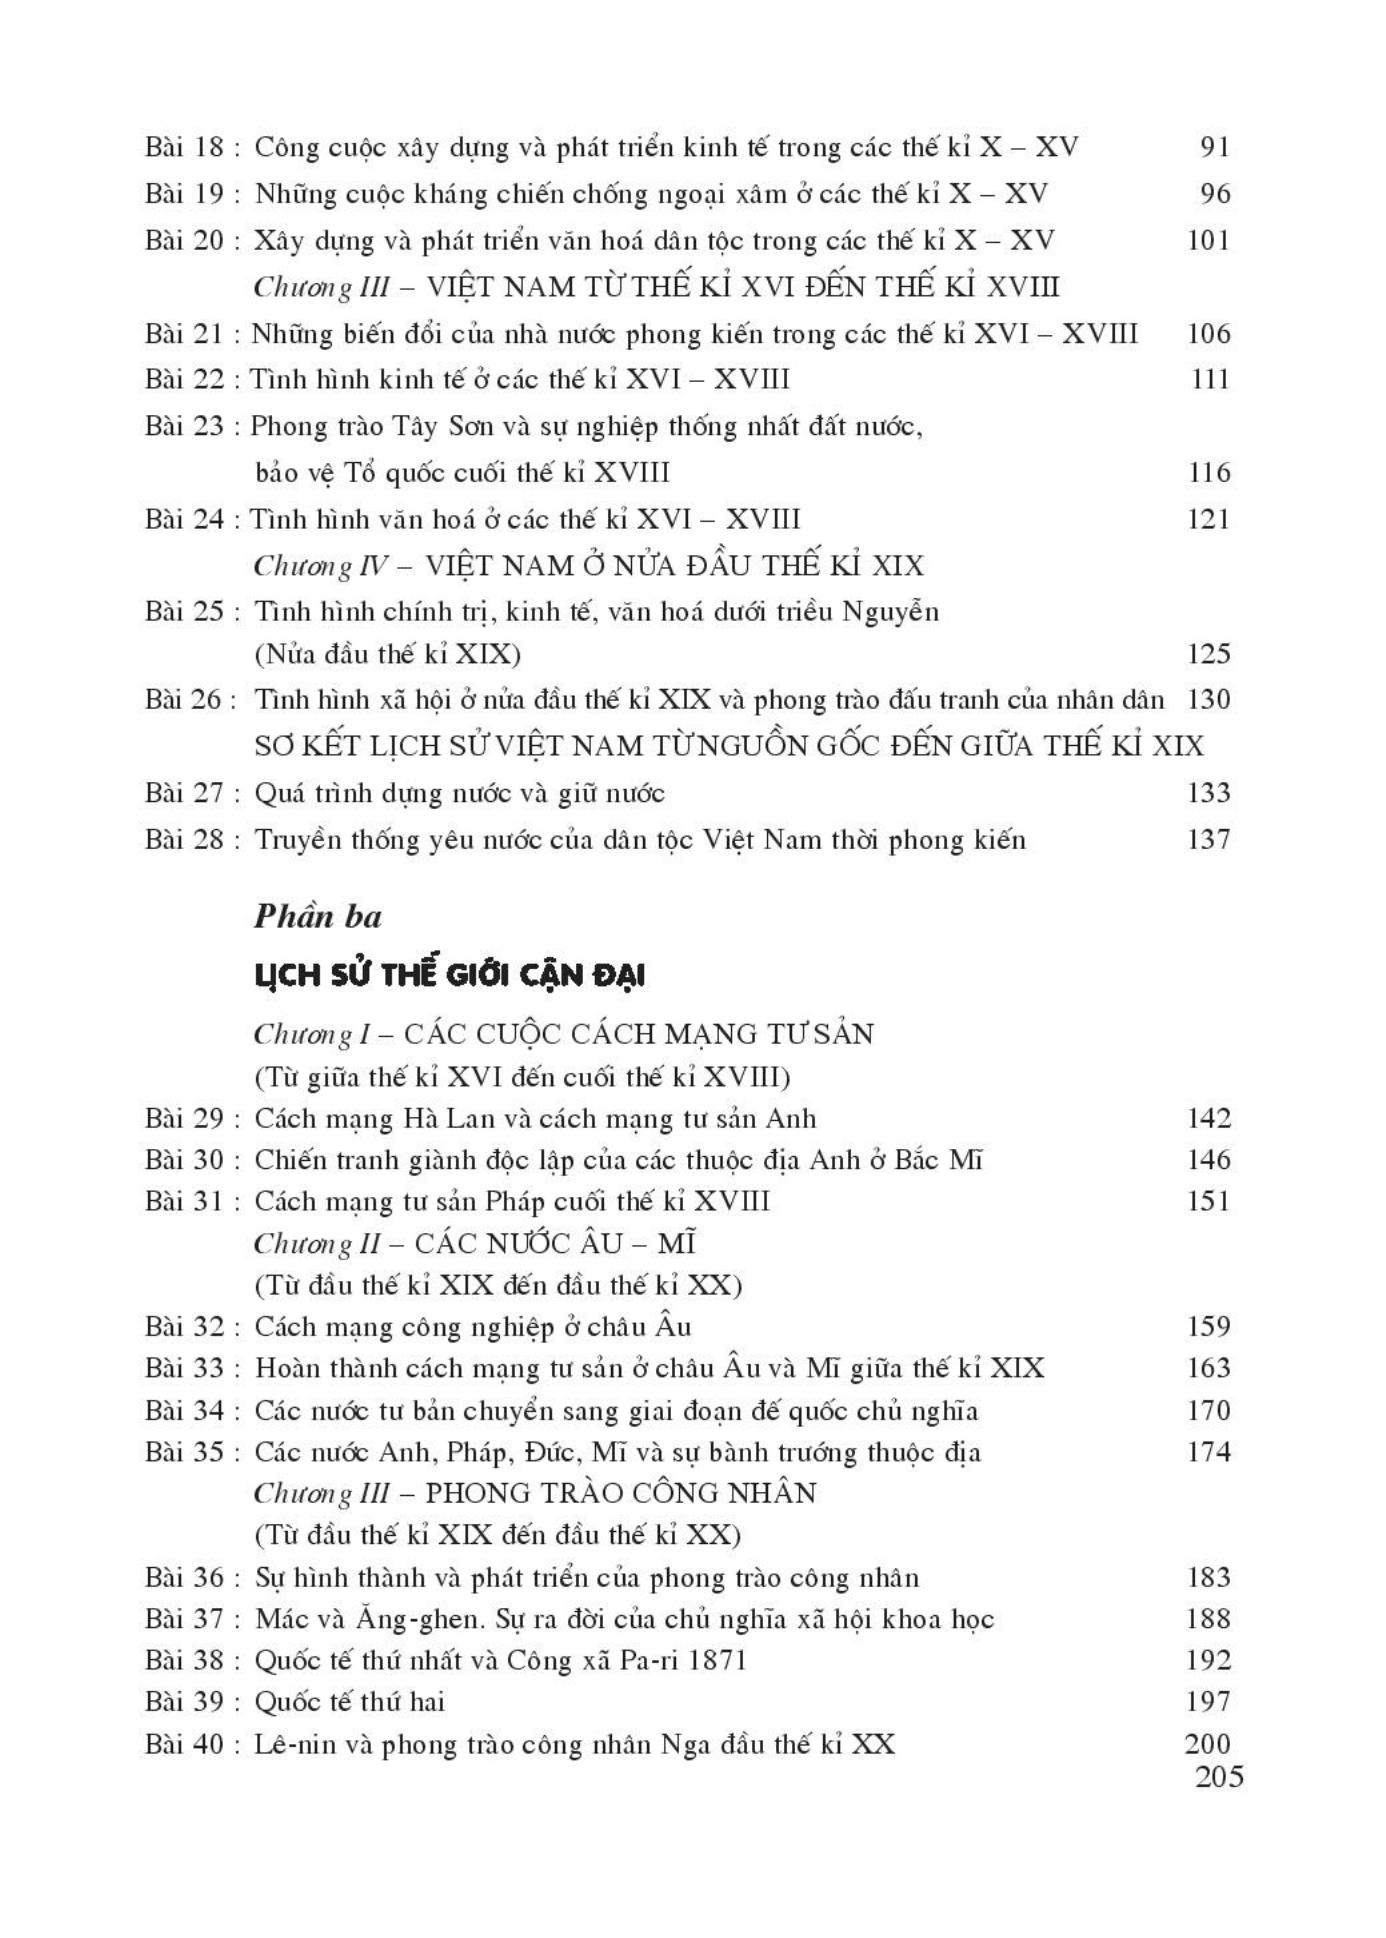 Bài 18 : Công cuộc xây dựng và phát triển kinh tế trong các thế kỉ X – XV 91
Bài 19 : Những cuộc kháng chiến chống ngoại xâm ở các thế kỉ X – XV 96
Bài 20 : Xây dựng và phát triển văn hoá dân tộc trong các thế kỉ X – XV 101
Chương III – VIỆT NAM TỪ THẾ KỈ XVI ĐẾN THẾ KỈ XVIII
Bài 21 : Những biến đổi của nhà nước phong kiến trong các thế kỉ XVI – XVIII 106
Bài 22 : Tình hình kinh tế ở các thế kỉ XVI – XVIII 111
Bài 23 : Phong trào Tây Sơn và sự nghiệp thống nhất đất nước,
bảo vệ Tổ quốc cuối thế kỉ XVIII 116
Bài 24 : Tình hình văn hoá ở các thế kỉ XVI – XVIII 121
Chương IV – VIỆT NAM Ở NỬA ĐẦU THẾ KỈ XIX
Bài 25 : Tình hình chính trị, kinh tế, văn hoá dưới triều Nguyễn
(Nửa đầu thế kỉ XIX) 125
Bài 26 : Tình hình xã hội ở nửa đầu thế kỉ XIX và phong trào đấu tranh của nhân dân 130
SƠ KẾT LỊCH SỬ VIỆT NAM TỪ NGUỒN GỐC ĐẾN GIỮA THẾ KỈ XIX
Bài 27 : Quá trình dựng nước và giữ nước 133
Bài 28 : Truyền thống yêu nước của dân tộc Việt Nam thời phong kiến 137
Phần ba
LỊCH SỬ THẾ GIỚI CẬN ĐẠI
Chương I – CÁC CUỘC CÁCH MẠNG TƯ SẢN
(Từ giữa thế kỉ XVI đến cuối thế kỉ XVIII)
Bài 29 : Cách mạng Hà Lan và cách mạng tư sản Anh 142
Bài 30 : Chiến tranh giành độc lập của các thuộc địa Anh ở Bắc Mĩ 146
Bài 31 : Cách mạng tư sản Pháp cuối thế kỉ XVIII 151
Chương II – CÁC NƯỚC ÂU – MĨ
(Từ đầu thế kỉ XIX đến đầu thế kỉ XX)
Bài 32 : Cách mạng công nghiệp ở châu Âu 159
Bài 33 : Hoàn thành cách mạng tư sản ở châu Âu và Mĩ giữa thế kỉ XIX 163
Bài 34 : Các nước tư bản chuyển sang giai đoạn đế quốc chủ nghĩa 170
Bài 35 : Các nước Anh, Pháp, Đức, Mĩ và sự bành trướng thuộc địa 174
Chương III – PHONG TRÀO CÔNG NHÂN
(Từ đầu thế kỉ XIX đến đầu thế kỉ XX)
Bài 36 : Sự hình thành và phát triển của phong trào công nhân 183
Bài 37 : Mác và Ăng-ghen. Sự ra đời của chủ nghĩa xã hội khoa học 188
Bài 38 : Quốc tế thứ nhất và Công xã Pa-ri 1871 192
Bài 39 : Quốc tế thứ hai 197
Bài 40 : Lê-nin và phong trào công nhân Nga đầu thế kỉ XX 200
205